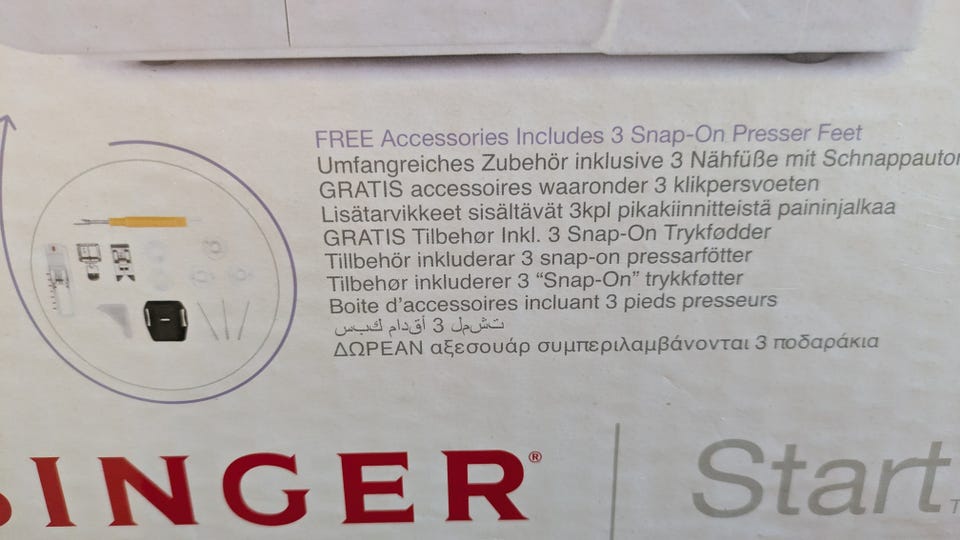 FREE Accessories Includes 3 Snap-On Presser Feet
Umfangreiches Zubehör inklusive 3 Nähfüße mit
GRATIS accessoires waaronder 3 klikpersvoeten
Lisätarvikkeet sisältävät 3kpl pikakiinnitteistä paininjalkaa
GRATIS Tilbehør Inkl. 3 Snap-On Trykfødder
Tillbehör inkluderar 3 snap-on pressarfötter
Tilbehør inkluderer 3 “Snap-On” trykkføtter
Boite d’accessoires incluant 3 pieds presseurs
تشمل 3 أقدام كبس
ΔΩΡΕΑΝ αξεσουάρ συμπεριλαμβάνονται 3 ποδαράκια
SINGER®
Start